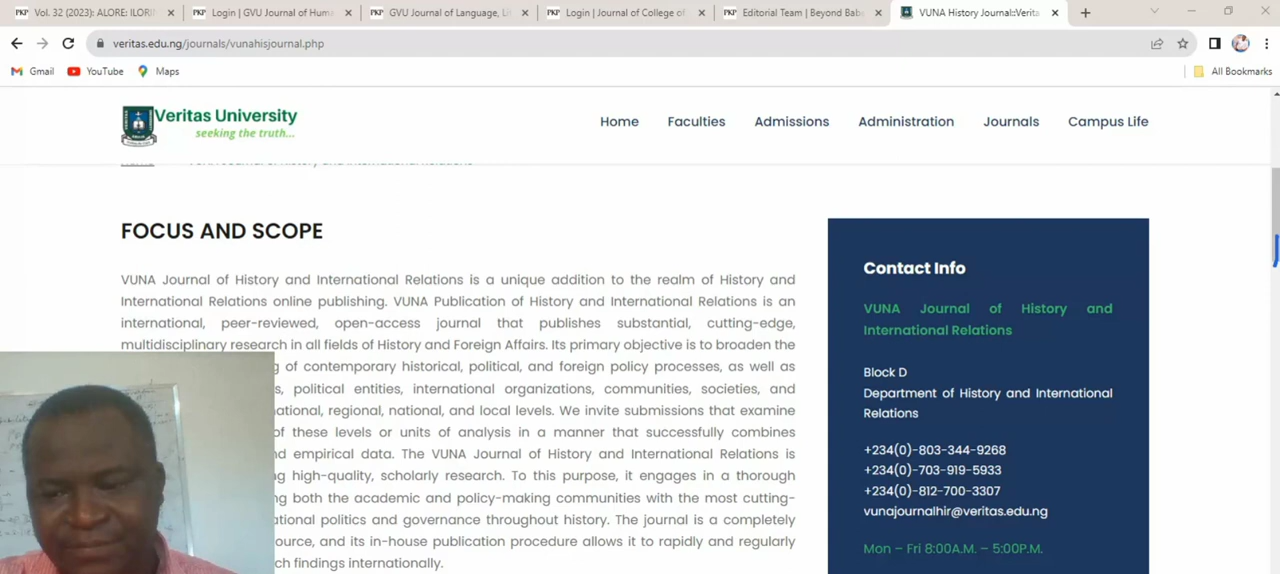 Vol. 32 (2023): ALORE: ILORIN
Login | GVU Journal of Hum
GVU Journal of Language, Li
Login | Journal of College of
Editorial Team | Beyond Bab
VUNA History Journal::Verita
veritas.edu.ng/journals/vunahisjournal.php
Gmail
YouTube
Maps
All Bookmarks
Veritas University
seeking the truth...
Home
Faculties
Admissions
Administration
Journals
Campus Life
FOCUS AND SCOPE
VUNA Journal of History and International Relations is a unique addition to the realm of History and
International Relations online publishing. VUNA Publication of History and International Relations is an
international, peer-reviewed, open-access journal that publishes substantial, cutting-edge,
multidisciplinary research in all fields of History and Foreign Affairs. Its primary objective is to broaden the
g of contemporary historical, political, and foreign policy processes, as well as
s, political entities, international organizations, communities, societies, and
national, regional, national, and local levels. We invite submissions that examine
of these levels or units of analysis in a manner that successfully combines
d empirical data. The VUNA Journal of History and International Relations is
ng high-quality, scholarly research. To this purpose, it engages in a thorough
ng both the academic and policy-making communities with the most cutting-
ational politics and governance throughout history. The journal is a completely
ource, and its in-house publication procedure allows it to rapidly and regularly
ch findings internationally.
Contact Info
VUNA Journal of History and
International Relations
Block D
Department of History and International
Relations
+234(0)-803-344-9268
+234(0)-703-919-5933
+234(0)-812-700-3307
vunajournalhir@veritas.edu.ng
Mon – Fri 8:00A.M. – 5:00P.M.